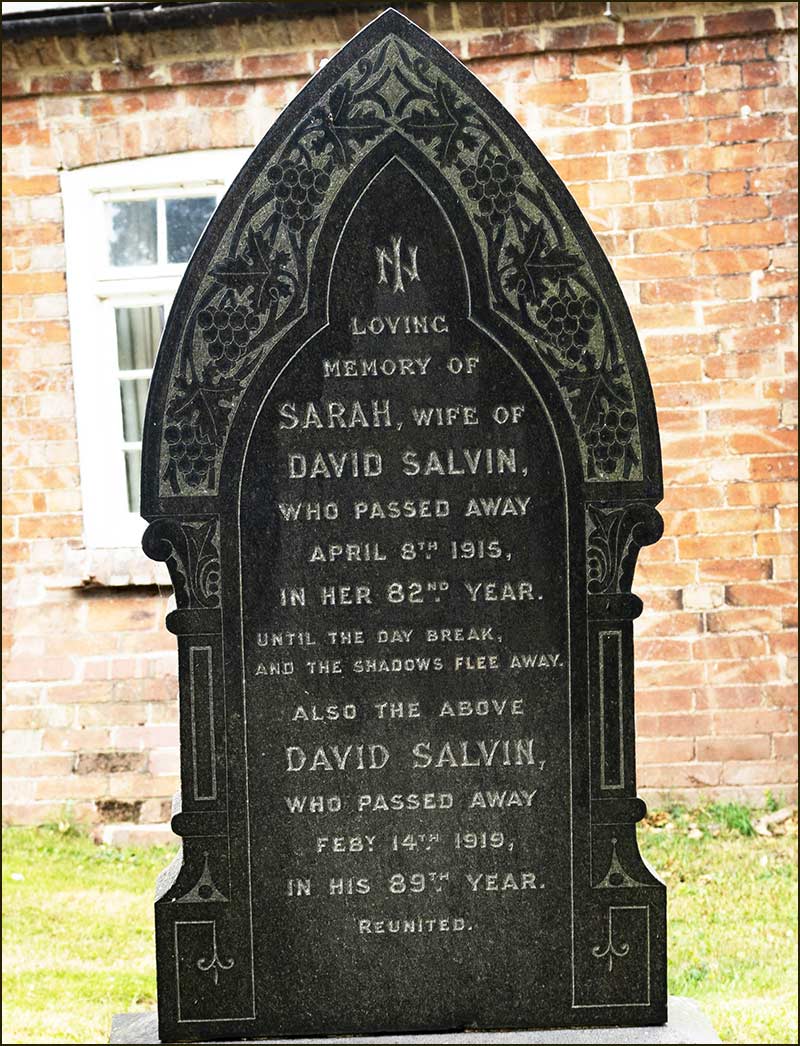 IN
LOVING
MEMORY OF
SARAH, WIFE OF
DAVID SALVIN,
WHO PASSED AWAY
APRIL 8TH 1915,
IN HER 82ND YEAR.
UNTIL THE DAY BREAK,
AND THE SHADOWS FLEE AWAY.
ALSO THE ABOVE
DAVID SALVIN,
WHO PASSED AWAY
FEBY 14TH 1919,
IN HIS 89TH YEAR.
REUNITED.